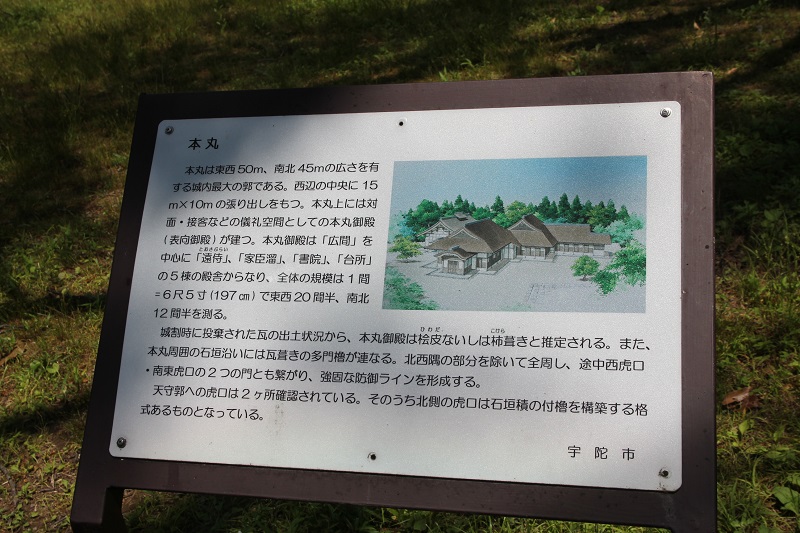 本丸
本丸は東西50m、南北45mの広さを有
する城内最大の郭である。西辺の中央に15
m×10mの張り出しをもつ。本丸上には対
面・接客などの儀礼空間としての本丸御殿
(表向御殿)が建つ。本丸御殿は「広間」を
とおさぶらい
中心に「遠侍」、「家臣溜」、「書院」、「台所」
の5棟の殿舎からなり、全体の規模は1間
=6尺5寸(197㎝)で東西20間半、南北
12間半を測る。
城割時に投棄された瓦の出土状況から、本丸御殿は桧皮ないしは杮葺きと推定される。また、
ひわだ こけら
本丸周囲の石垣沿いには瓦葺きの多門櫓が連なる。北西隅の部分を除いて全周し、途中西虎口
・南東虎口の2つの門とも繋がり、強固な防御ラインを形成する。
天守郭への虎口は2ヶ所確認されている。そのうち北側の虎口は石垣積の付櫓を構築する格
式あるものとなっている。
宇陀市